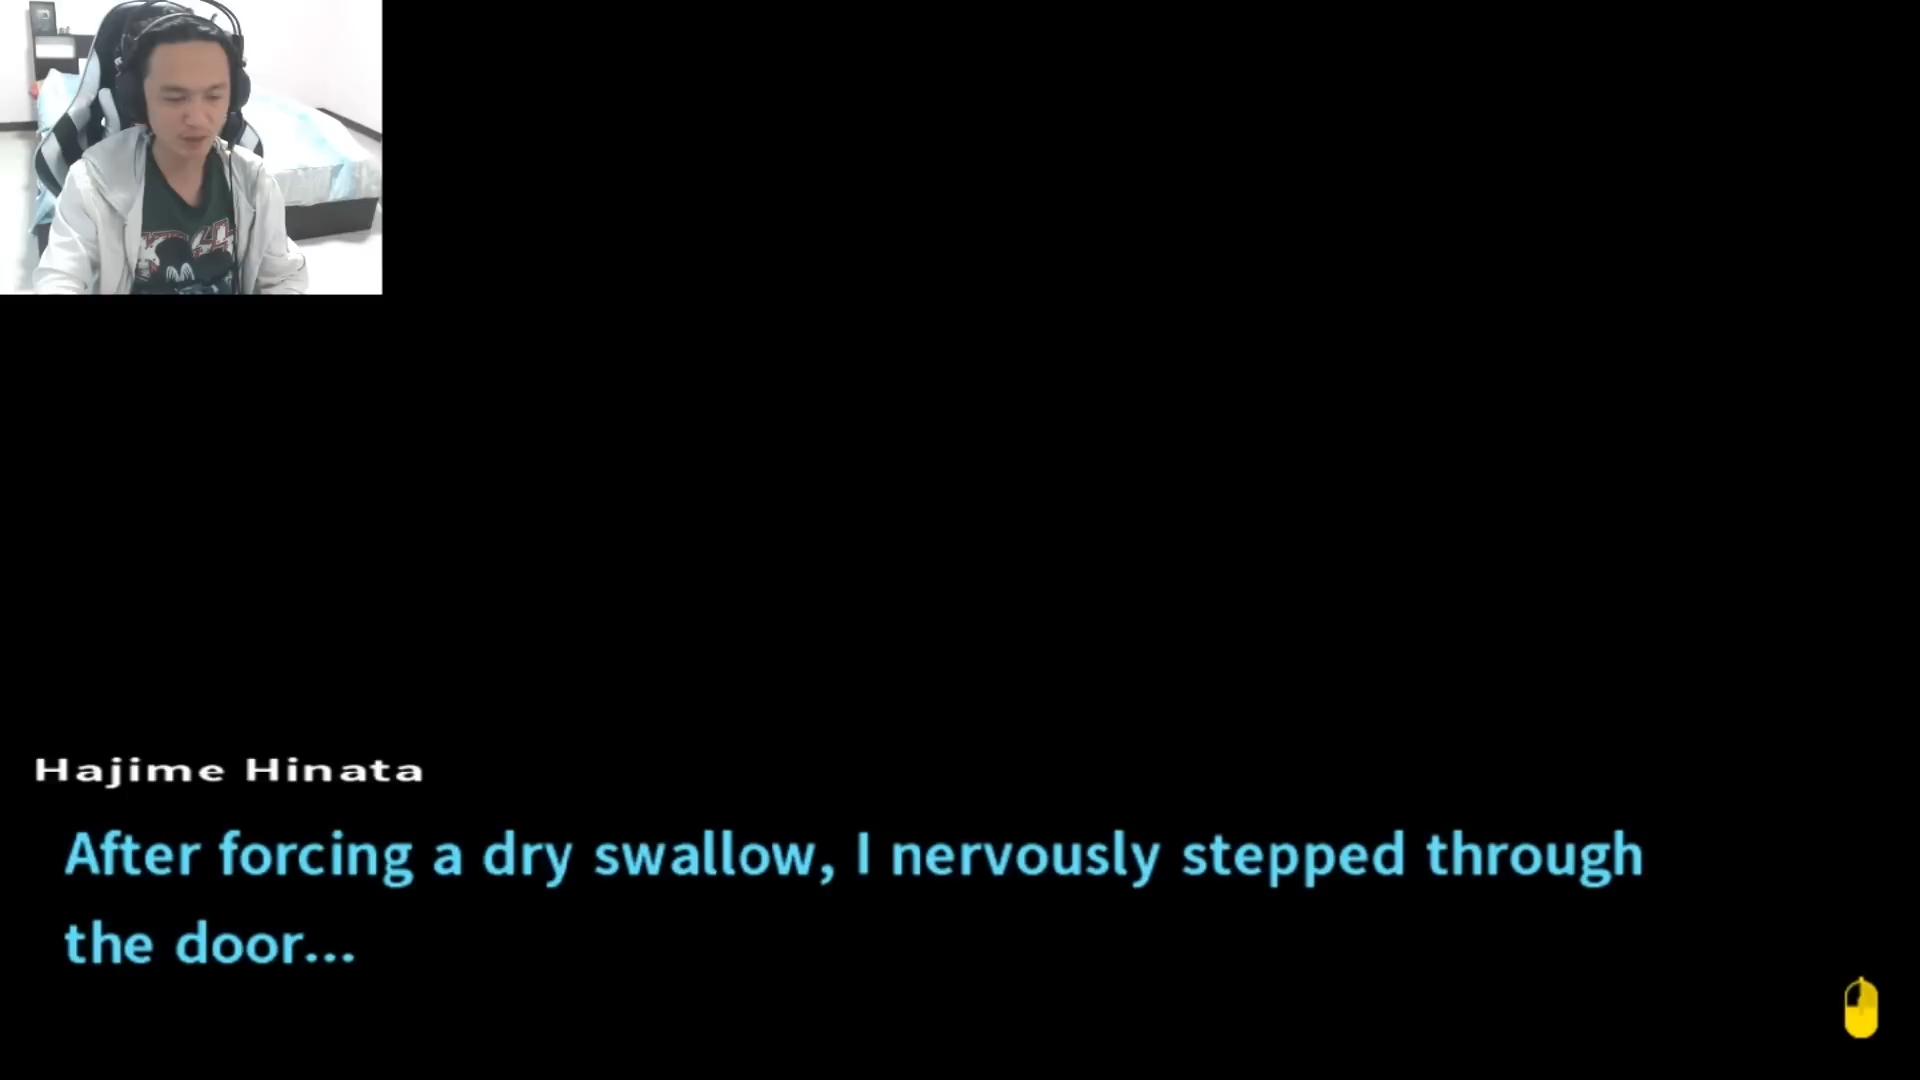 Hajime Hinata
After forcing a dry swallow, I nervously stepped through
the door...